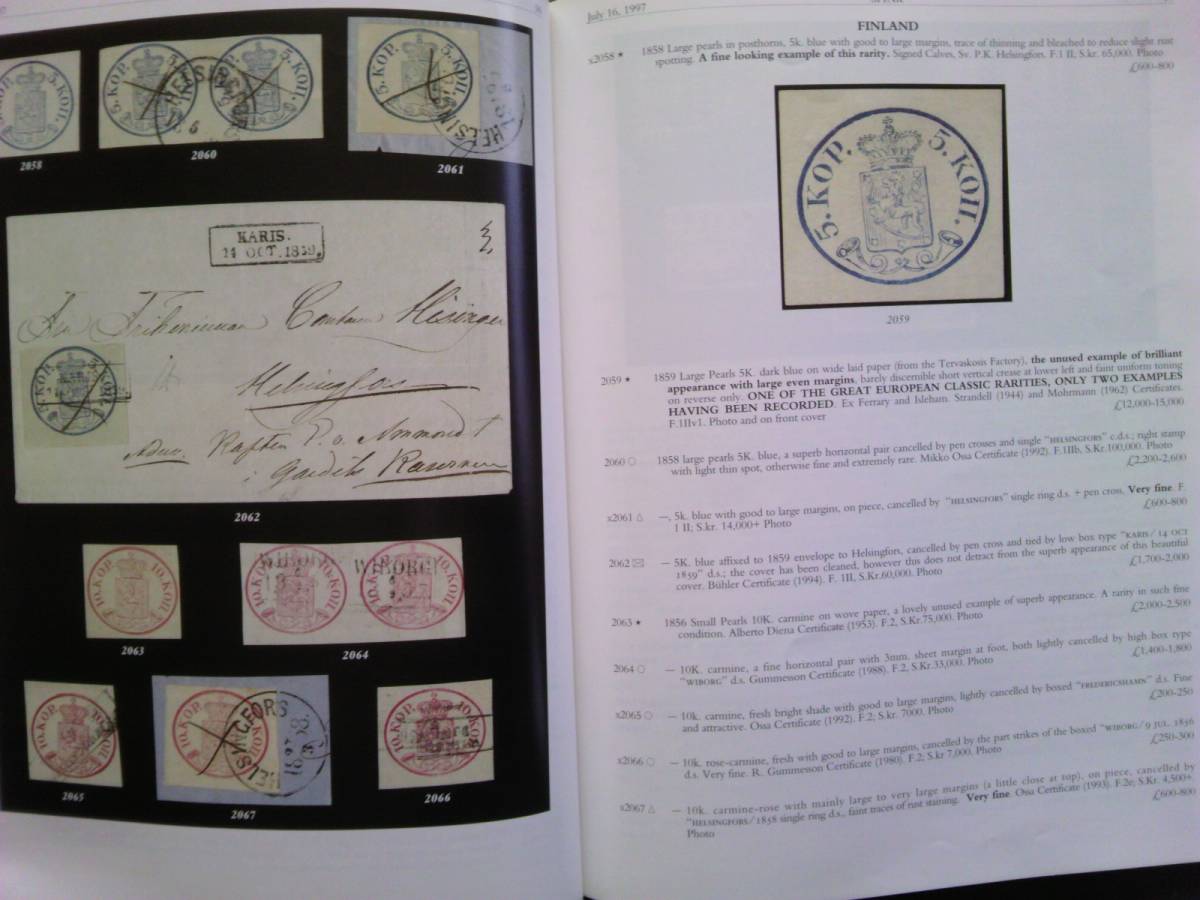 2058
2060
2061
5. KOP.
5. КОП.
KARIS.
14 OCT. 1859.
Helsingfors
2062
10. KOP.
10. КОП.
WIBORG
WIBORG
2063
2064
HELSINGFORS
2065
2067
2066
July 16, 1997
FINLAND
x2058 ★ 1858 Large pearls in posthorns, 5k. blue with good to large margins, trace of thinning and bleached to reduce slight rust
spotting. A fine looking example of this rarity. Signed Calves, Sv. P.K. Helsingfors. F.1 II; S.kr. 65,000. Photo
£600-800
5. KOP. 5. КОП.
2059
2059 ★ 1859 Large Pearls 5K. dark blue on wide laid paper (from the Tervakoski Factory), the unused example of brilliant
appearance with large even margins, barely discernible short vertical crease at lower left and faint uniform toning
on reverse only. ONE OF THE GREAT EUROPEAN CLASSIC RARITIES, ONLY TWO EXAMPLES
HAVING BEEN RECORDED. Ex Ferrary and Isleham. Strandell (1944) and Mohrmann (1962) Certificates.
F.1IIv1. Photo and on front cover £12,000-15,000
2060 ○ 1858 large pearls 5K. blue, a superb horizontal pair cancelled by pen crosses and single "HELSINGFORS" c.d.s.; right stamp
with light thin spot, otherwise fine and extremely rare. Mikko Ossa Certificate (1992). F.1IIb, S.Kr.100,000. Photo
£2,200-2,600
x2061 △ —, 5k. blue with good to large margins, on piece, cancelled by "HELSINGFORS" single ring d.s. + pen cross. Very fine. F.
1 II; S.kr. 14,000+ Photo £600-800
2062 ✉ — 5K. blue affixed to 1859 envelope to Helsingfors, cancelled by pen cross and tied by low box type "KARIS/ 14 OCT
1859" d.s.; the cover has been cleaned, however this does not detract from the superb appearance of this beautiful
cover. Bühler Certificate (1994). F. 1II, S.Kr.60,000. Photo £1,700-2,000
2063 ★ 1856 Small Pearls 10K. carmine on wove paper, a lovely unused example of superb appearance. A rarity in such fine
condition. Alberto Diena Certificate (1953). F.2, S.Kr.75,000. Photo £2,000-2,500
2064 ○ — 10K. carmine, a fine horizontal pair with 3mm. sheet margin at foot, both lightly cancelled by high box type
"WIBORG" d.s. Gummesson Certificate (1988). F.2, S.Kr.33,000. Photo £1,400-1,800
x2065 ○ — 10k. carmine, fresh bright shade with good to large margins, lightly cancelled by boxed "FREDERICSHAMN" d.s. Fine
and attractive. Ossa Certificate (1992). F.2; S.kr. 7000. Photo £200-250
x2066 ○ — 10k. rose-carmine, fresh with good to large margins, cancelled by the part strikes of the boxed "WIBORG/9 JUL. 1856
d.s. Very fine. R. Gummesson Certificate (1980). F.2; S.kr 7,000. Photo £250-300
x2067 △ — 10k. carmine-rose with mainly large to very large margins (a little close at top), on piece, cancelled by
"HELSINGFORS/1858 single ring d.s., faint traces of rust staining. Very fine. Ossa Certificate (1993). F.2e; S.kr. 4,500+
Photo £600-800